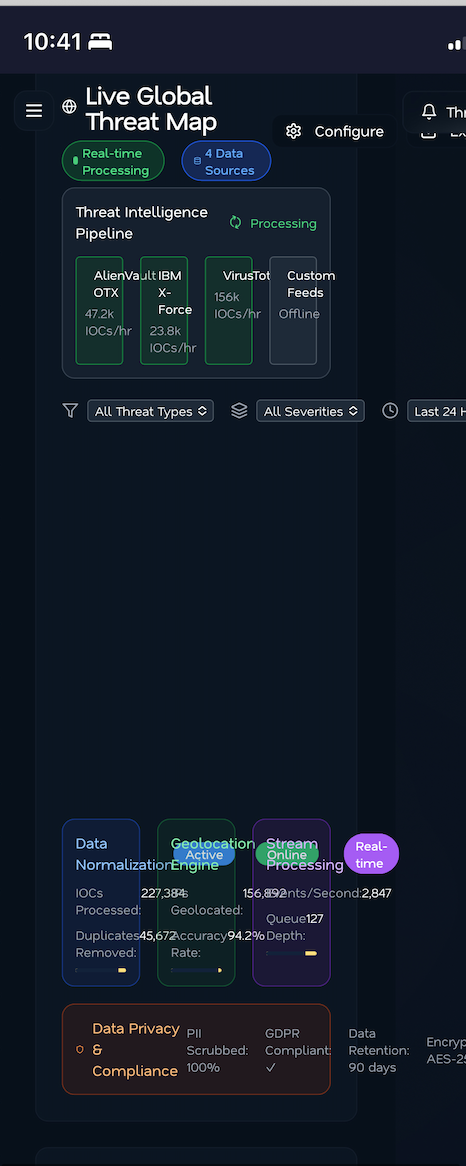 10:41
Live Global
Threat Map
Configure
Real-time
Processing
4 Data
Sources
Threat Intelligence
Pipeline
Processing
AlienVault
OTX
47.2k
IOCs/hr
IBM
X-
Force
23.8k
IOCs/hr
VirusTot
156k
IOCs/hr
Custom
Feeds
Offline
All Threat Types
All Severities
Last 24 H
Data
Normalization
Active
IOCs
Processed:
227,384
Duplicates
Removed:
45,672
Geolocation
Engine
Online
Geolocated:
156,892
Accuracy
Rate:
94.2%
Stream
Processing
Real-
time
Events/Second:
2,847
Queue
Depth:
127
Data Privacy
&
Compliance
PII
Scrubbed:
100%
GDPR
Compliant:
✓
Data
Retention:
90 days
Encryp
AES-25